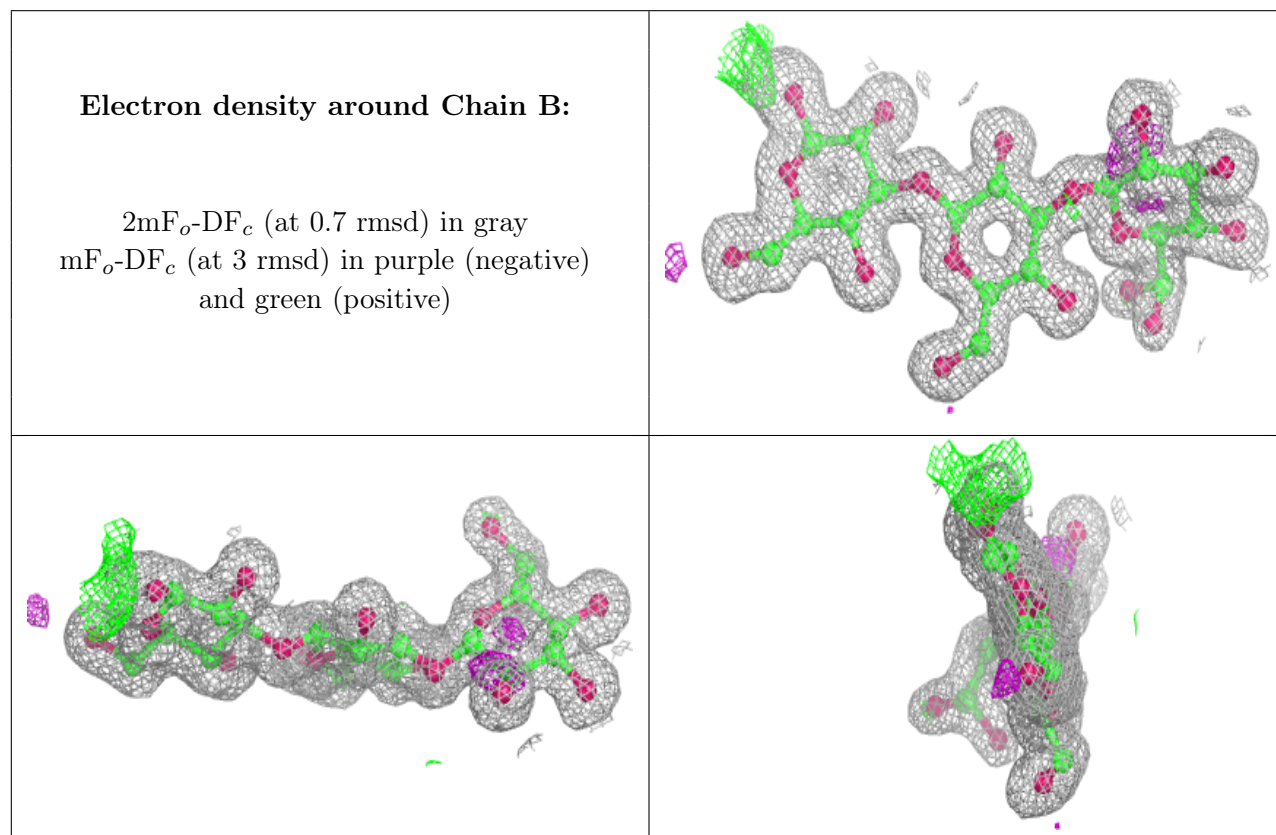 Electron density around Chain B:
2mFₒ-DF𝒸 (at 0.7 rmsd) in gray
mFₒ-DF𝒸 (at 3 rmsd) in purple (negative)
and green (positive)